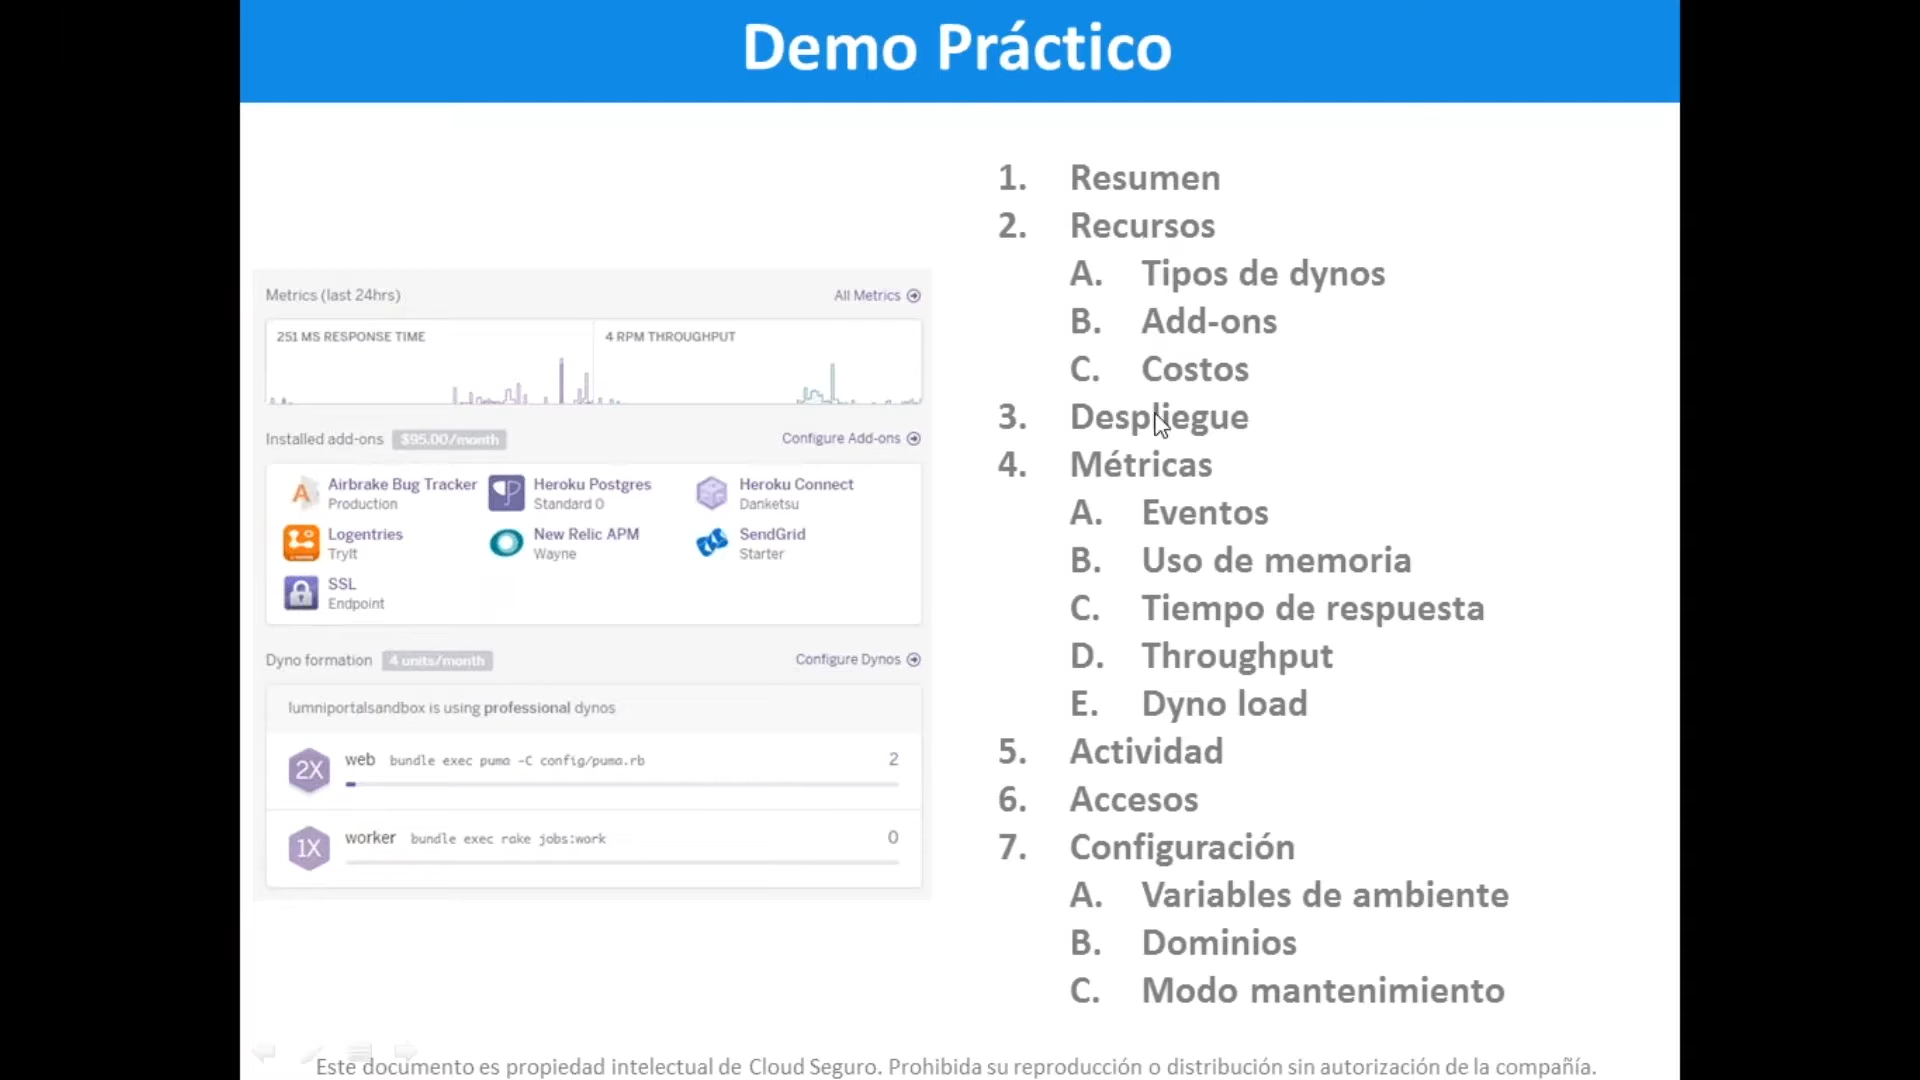 Demo Práctico
Metrics (last 24hrs)
All Metrics
251 MS RESPONSE TIME
4 RPM THROUGHPUT
Installed add-ons $95.00/month
Configure Add-ons
Airbrake Bug Tracker
Production
Heroku Postgres
Standard 0
Heroku Connect
Danketsu
Logentries
TryIt
New Relic APM
Wayne
SendGrid
Starter
SSL
Endpoint
Dyno formation 4 units/month
Configure Dynos
lumniportalsandbox is using professional dynos
2X web bundle exec puma -C config/puma.rb 2
1X worker bundle exec rake jobs:work 0
1. Resumen
2. Recursos
A. Tipos de dynos
B. Add-ons
C. Costos
3. Despliegue
4. Métricas
A. Eventos
B. Uso de memoria
C. Tiempo de respuesta
D. Throughput
E. Dyno load
5. Actividad
6. Accesos
7. Configuración
A. Variables de ambiente
B. Dominios
C. Modo mantenimiento
Este documento es propiedad intelectual de Cloud Seguro. Prohibida su reproducción o distribución sin autorización de la compañía.